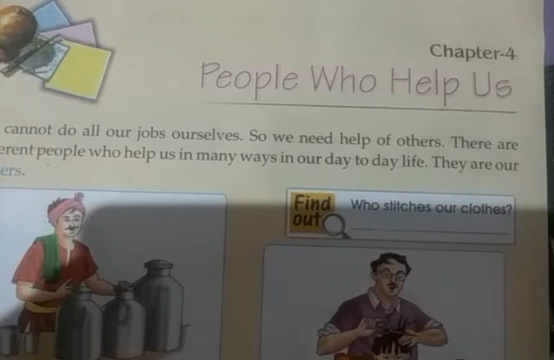 Chapter-4
People Who Help Us
cannot do all our jobs ourselves. So we need help of others. There are
people who help us in many ways in our day to day life. They are our
Find out
Who stitches our clothes?